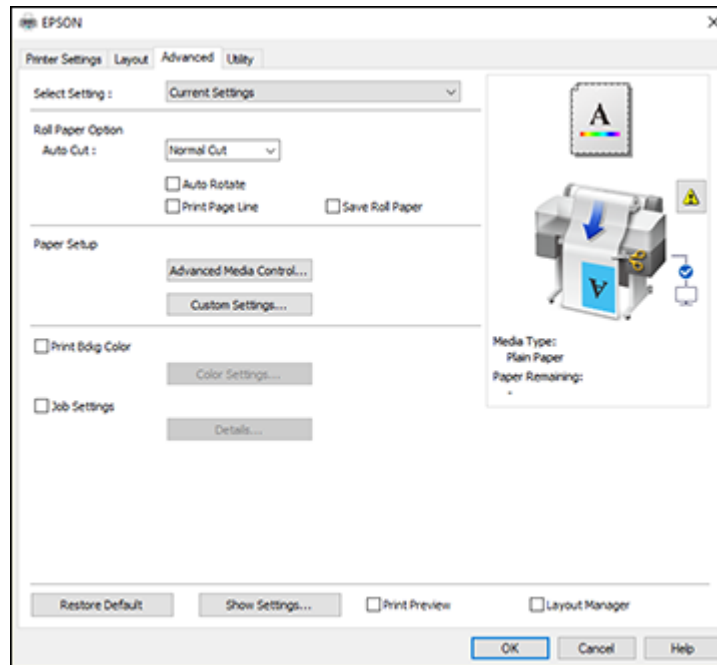 EPSON
Printer Settings Layout Advanced Utility
Select Setting : Current Settings
Roll Paper Option
Auto Cut : Normal Cut
Auto Rotate
Print Page Line Save Roll Paper
Paper Setup
Advanced Media Control...
Custom Settings...
Print Bckg Color
Color Settings...
Job Settings
Details...
A
A
Media Type:
Plain Paper
Paper Remaining:
-
Restore Default Show Settings... Print Preview Layout Manager
OK Cancel Help